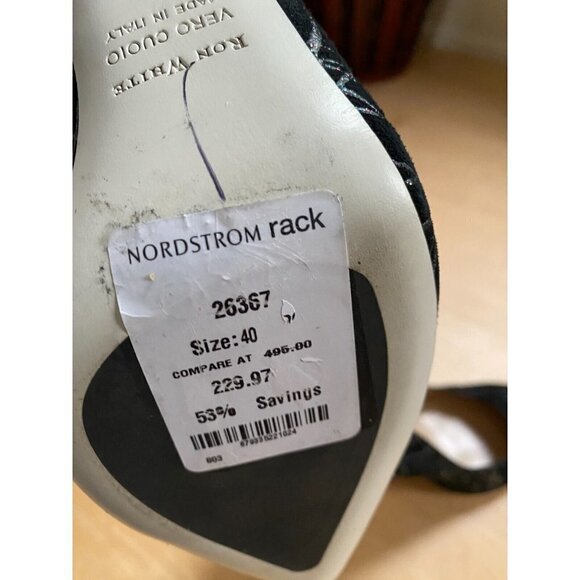 RON WHITE
VERO CUOIO
MADE IN ITALY
NORDSTROM rack
26367
Size:40
COMPARE AT 495.00
229.97
53% Savings
803